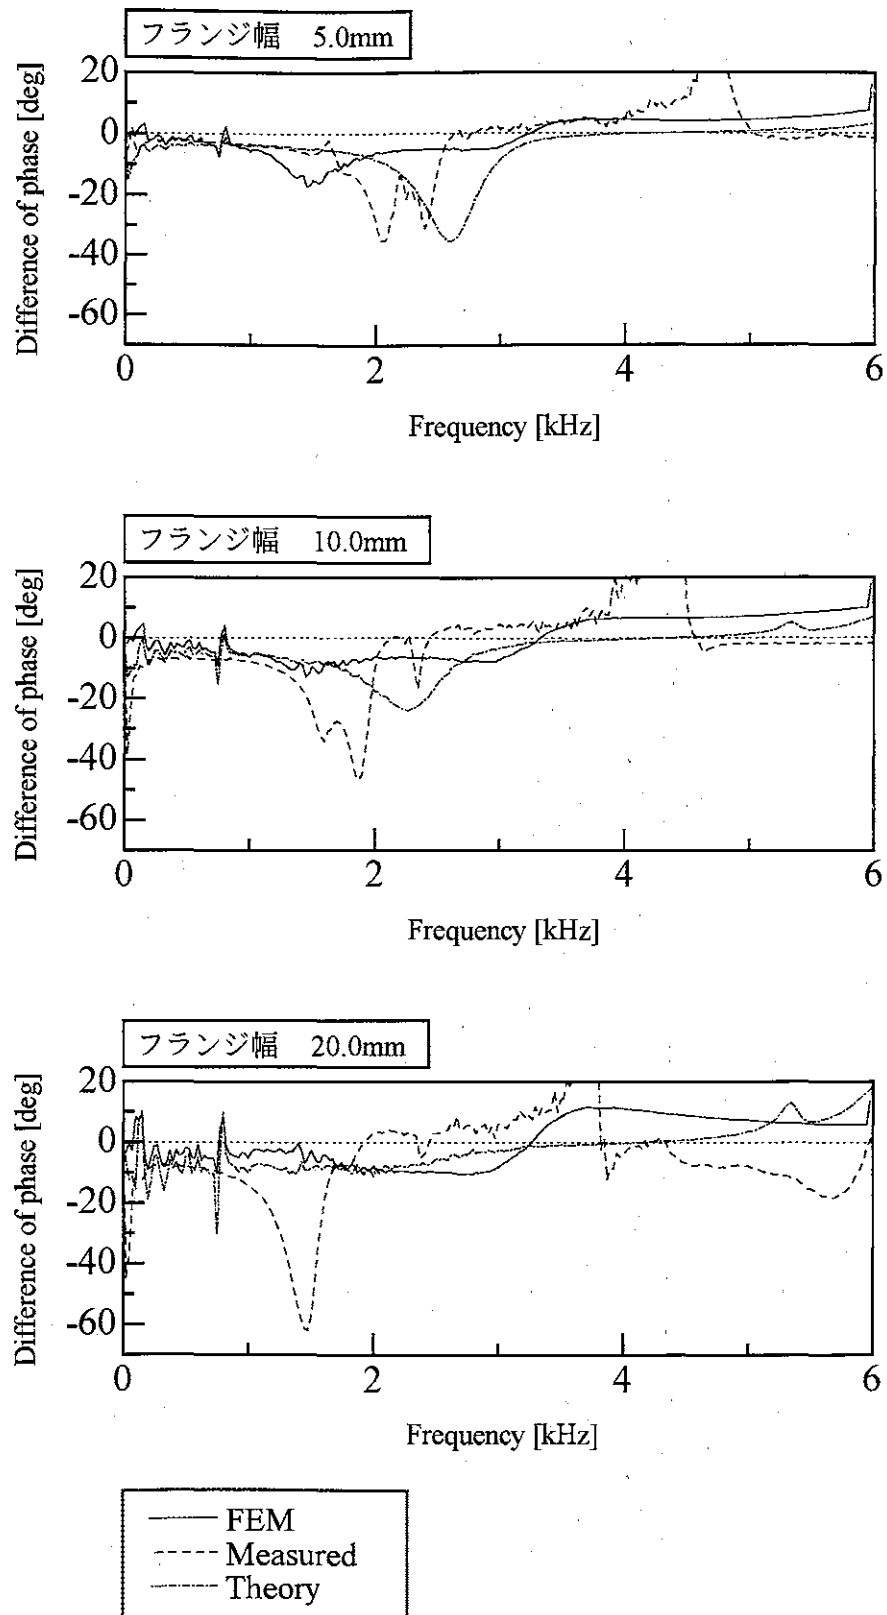 フランジ幅 5.0mm
20
0
-20
-40
-60
Difference of phase [deg]
0 2 4 6
Frequency [kHz]
フランジ幅 10.0mm
20
0
-20
-40
-60
Difference of phase [deg]
0 2 4 6
Frequency [kHz]
フランジ幅 20.0mm
20
0
-20
-40
-60
Difference of phase [deg]
0 2 4 6
Frequency [kHz]
FEM
Measured
Theory